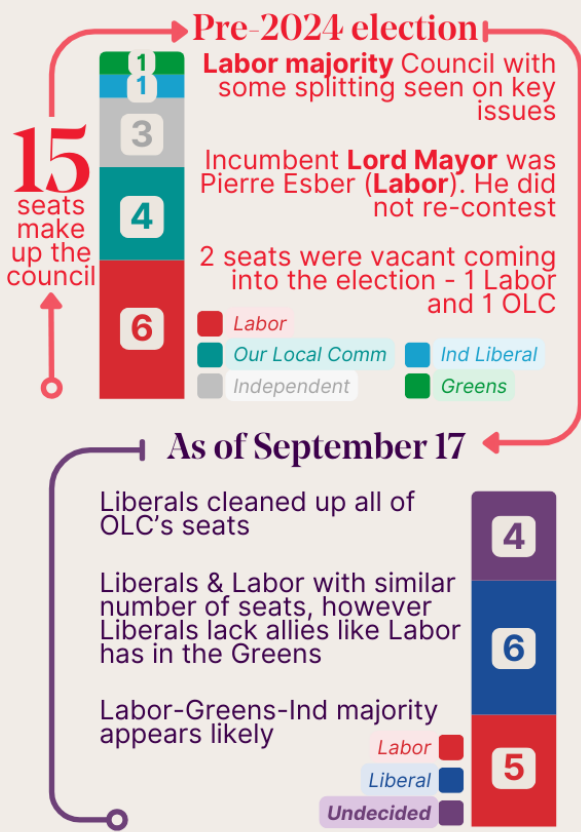 Pre-2024 election
15
seats
make
up the
council
1
1
3
4
6
Labor majority Council with
some splitting seen on key
issues
Incumbent Lord Mayor was
Pierre Esber (Labor). He did
not re-contest
2 seats were vacant coming
into the election - 1 Labor
and 1 OLC
Labor
Our Local Comm
Ind Liberal
Independent
Greens
As of September 17
Liberals cleaned up all of
OLC's seats
Liberals & Labor with similar
number of seats, however
Liberals lack allies like Labor
has in the Greens
Labor-Greens-Ind majority
appears likely
4
6
5
Labor
Liberal
Undecided